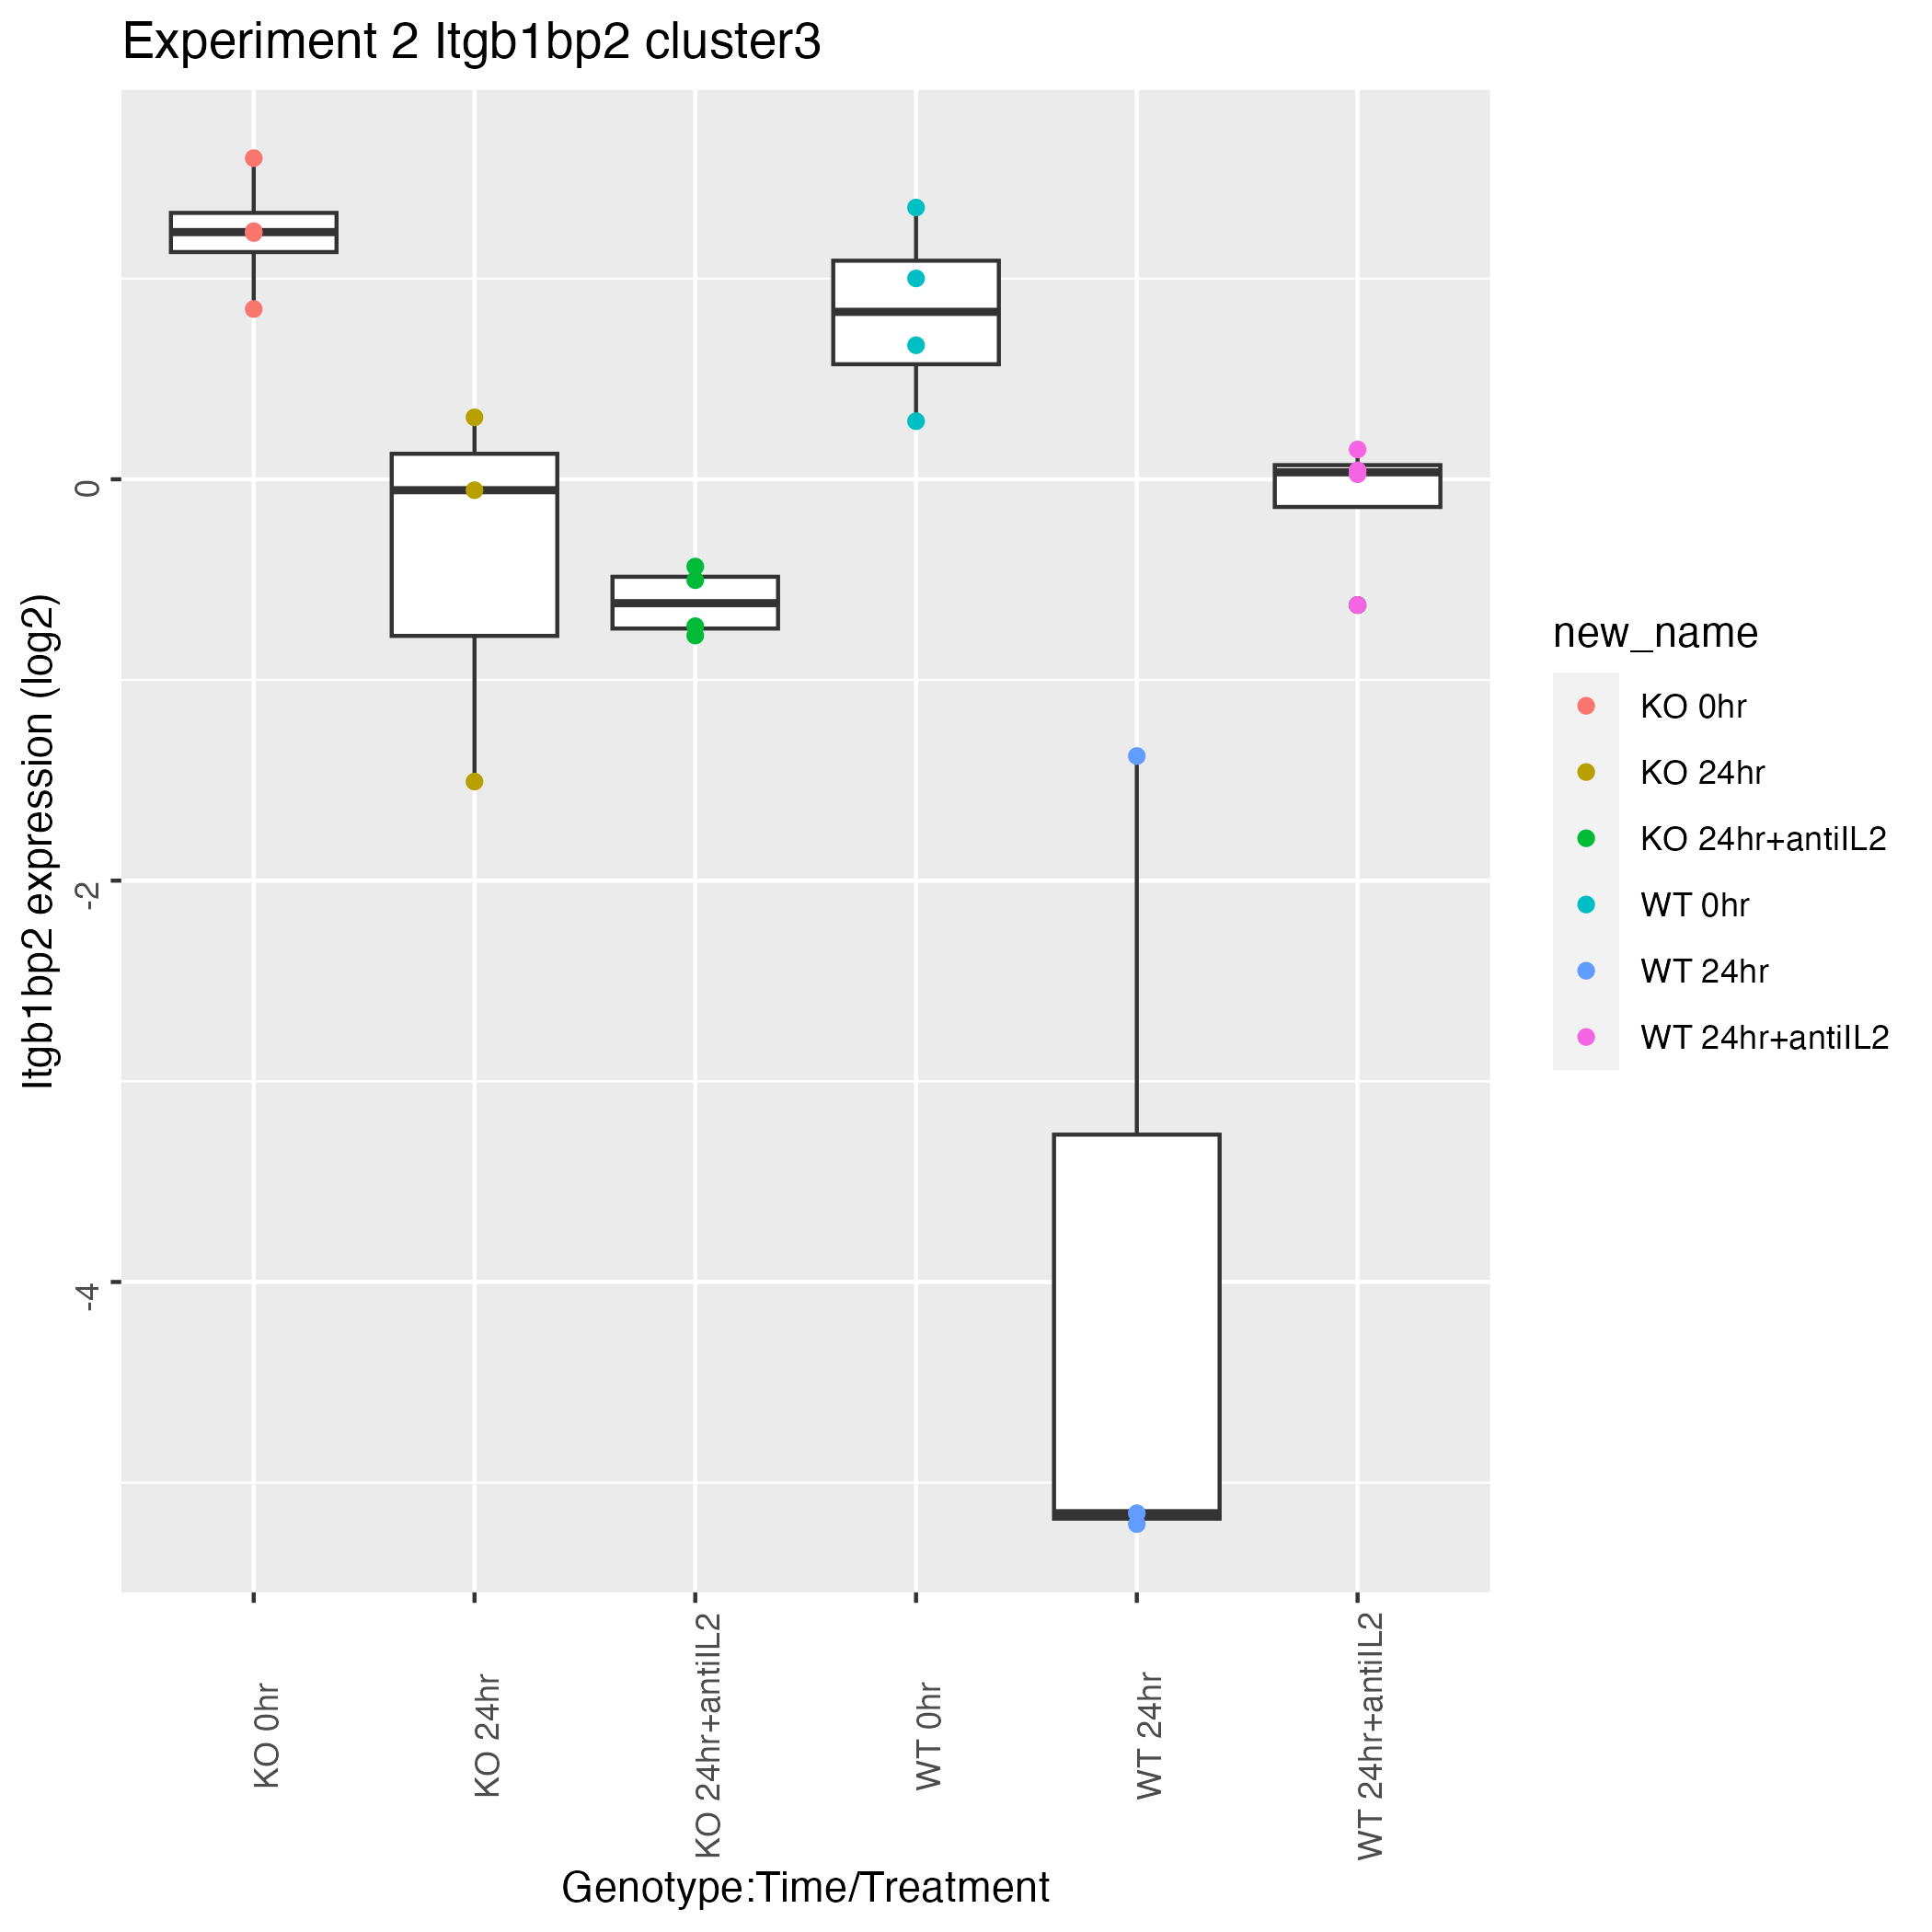 Experiment 2 Itgb1bp2 cluster3
Itgb1bp2 expression (log2)
0
-2
-4
KO 0hr
KO 24hr
KO 24hr+antiIL2
WT 0hr
WT 24hr
WT 24hr+antiIL2
Genotype:Time/Treatment
new_name
KO 0hr
KO 24hr
KO 24hr+antiIL2
WT 0hr
WT 24hr
WT 24hr+antiIL2